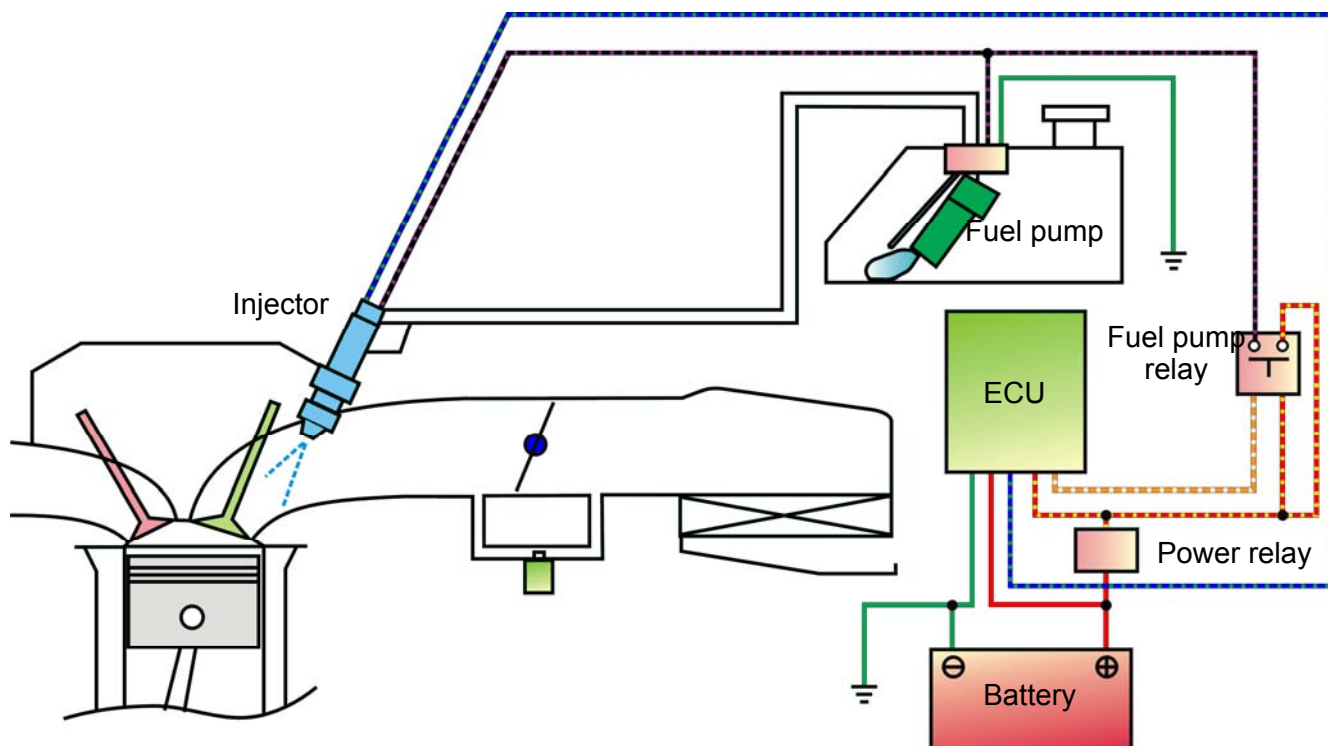 Fuel pump
Injector
Fuel pump
relay
ECU
Power relay
Battery